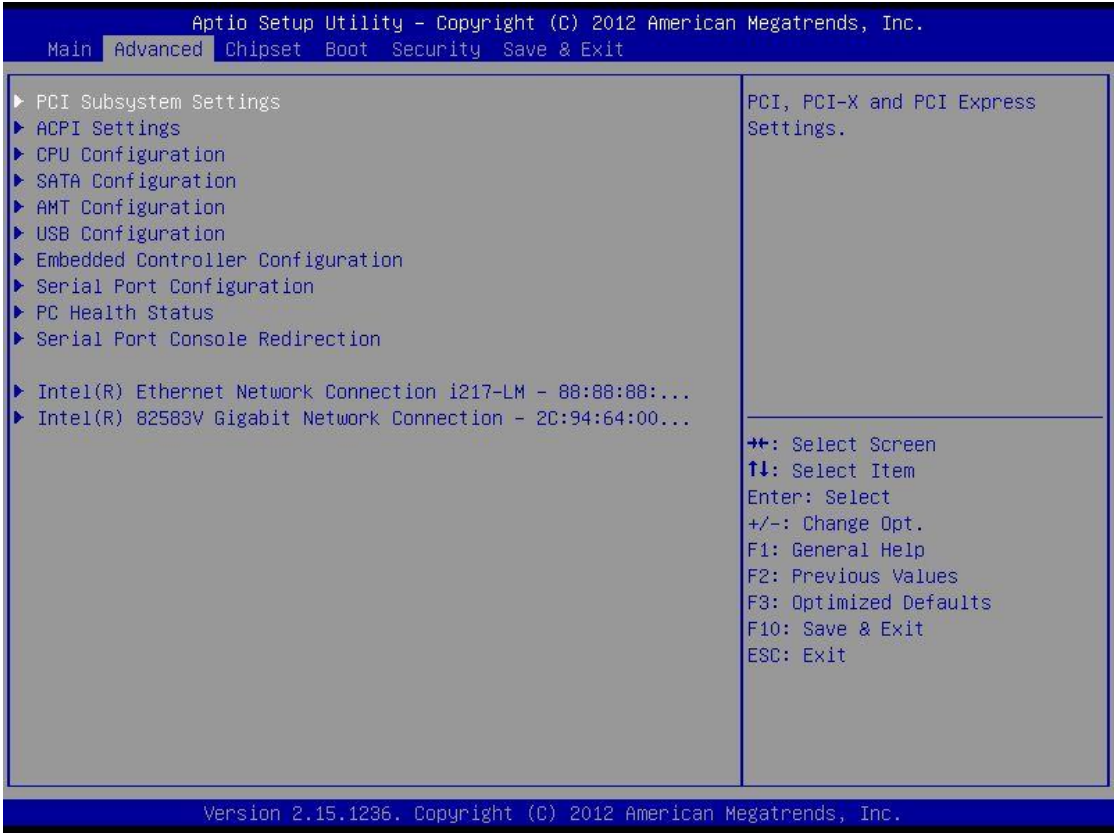 Aptio Setup Utility – Copyright (C) 2012 American Megatrends, Inc.
Main Advanced Chipset Boot Security Save & Exit
▶ PCI Subsystem Settings
▶ ACPI Settings
▶ CPU Configuration
▶ SATA Configuration
▶ AMT Configuration
▶ USB Configuration
▶ Embedded Controller Configuration
▶ Serial Port Configuration
▶ PC Health Status
▶ Serial Port Console Redirection
▶ Intel(R) Ethernet Network Connection i217-LM – 88:88:88:...
▶ Intel(R) 82583V Gigabit Network Connection – 2C:94:64:00...
PCI, PCI-X and PCI Express
Settings.
→←: Select Screen
↑↓: Select Item
Enter: Select
+/-: Change Opt.
F1: General Help
F2: Previous Values
F3: Optimized Defaults
F10: Save & Exit
ESC: Exit
Version 2.15.1236. Copyright (C) 2012 American Megatrends, Inc.